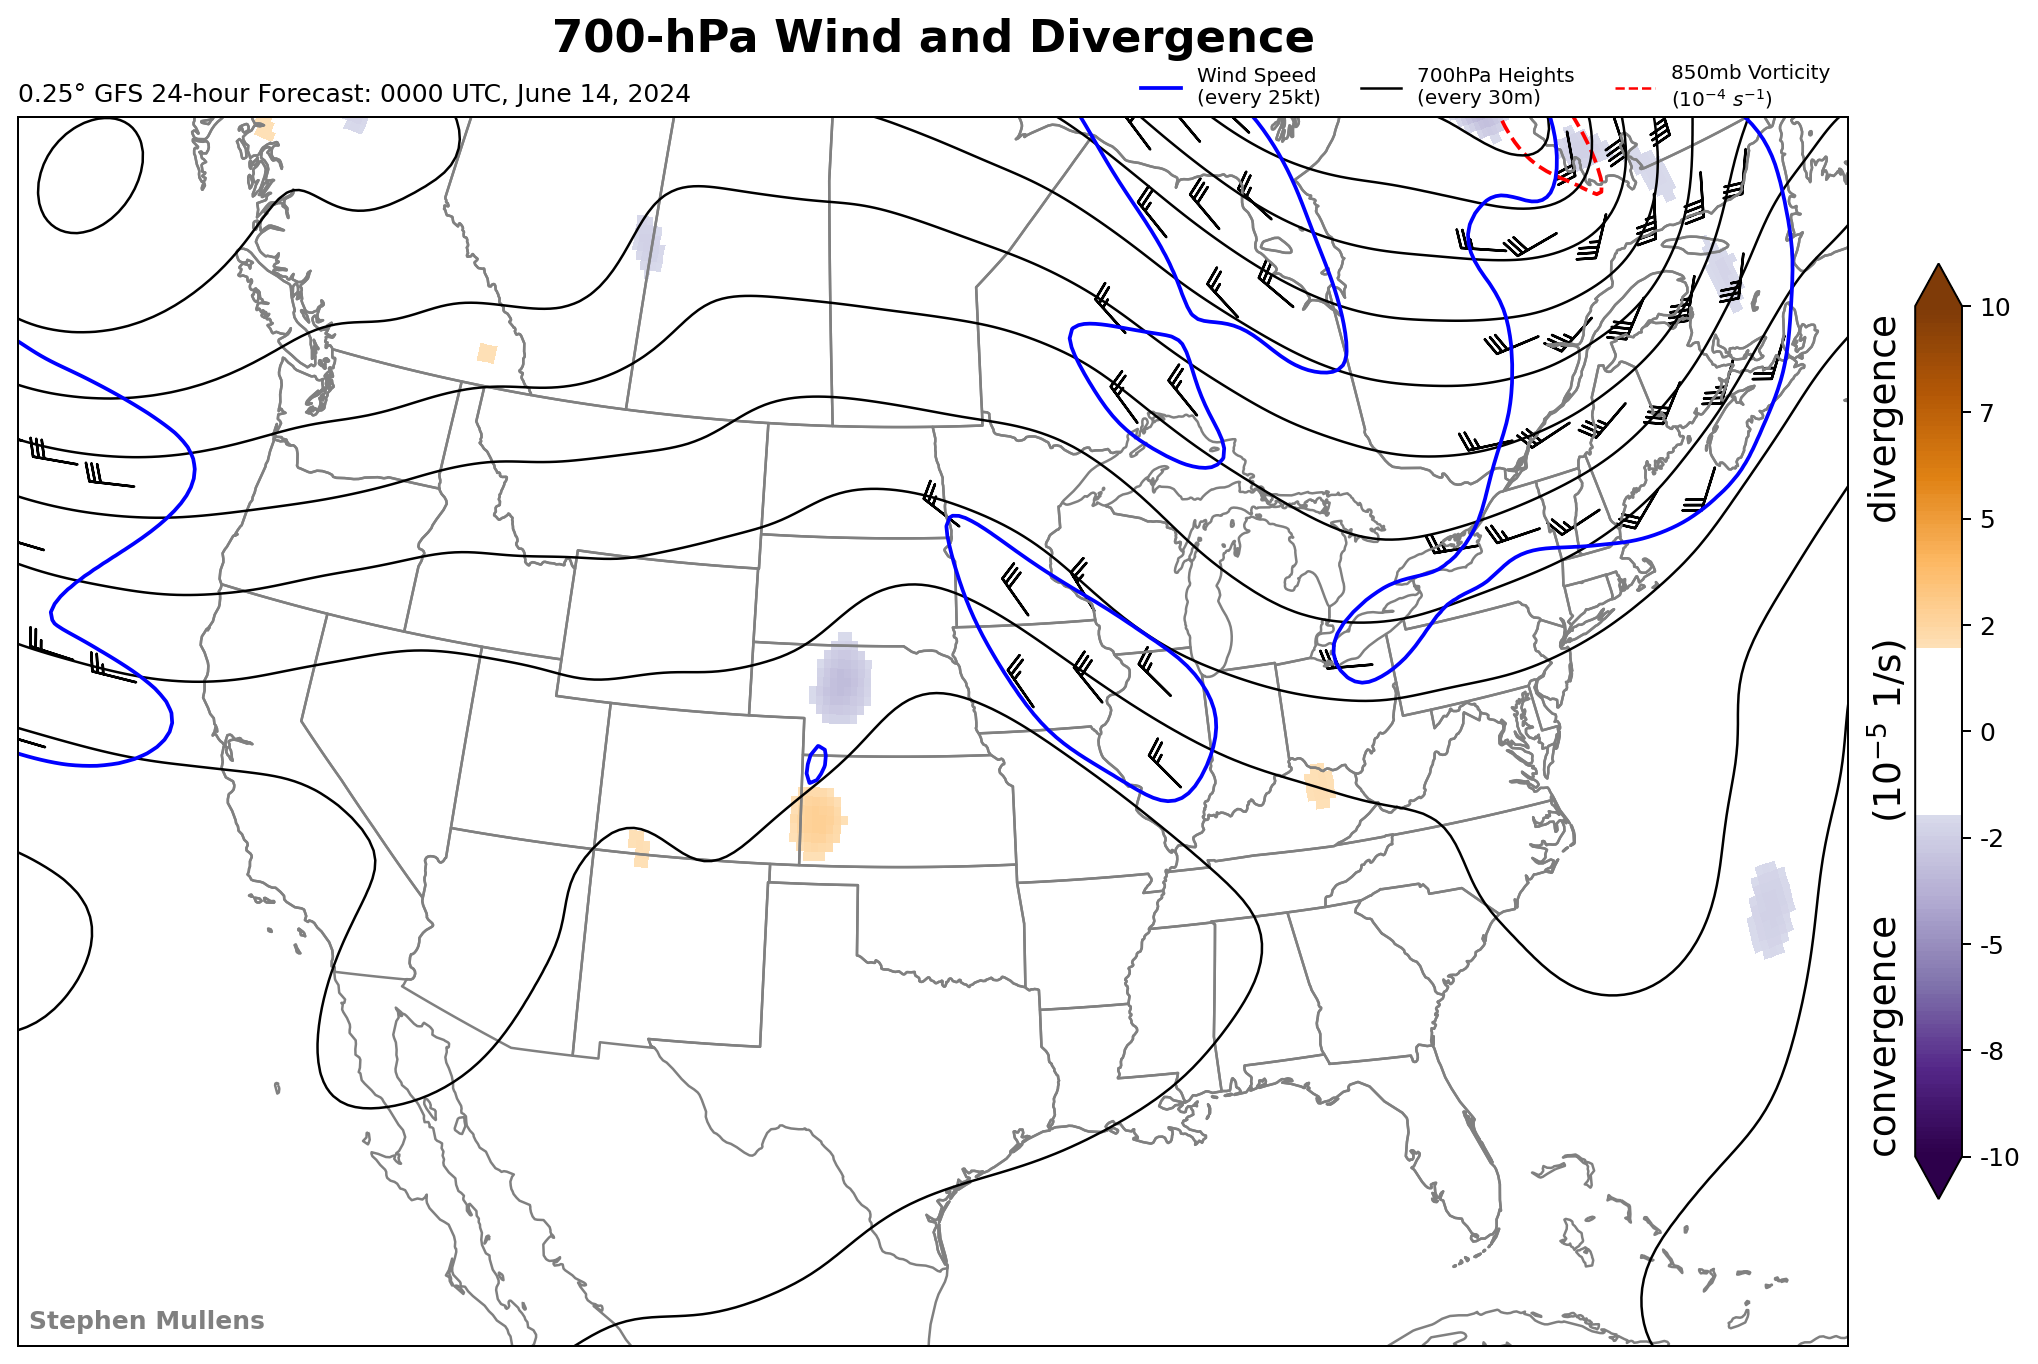 700-hPa Wind and Divergence
0.25° GFS 24-hour Forecast: 0000 UTC, June 14, 2024
Wind Speed
(every 25kt)
700hPa Heights
(every 30m)
850mb Vorticity
(10⁻⁴ s⁻¹)
10
7
5
2
0
-2
-5
-8
-10
convergence (10⁻⁵ 1/s) divergence
Stephen Mullens